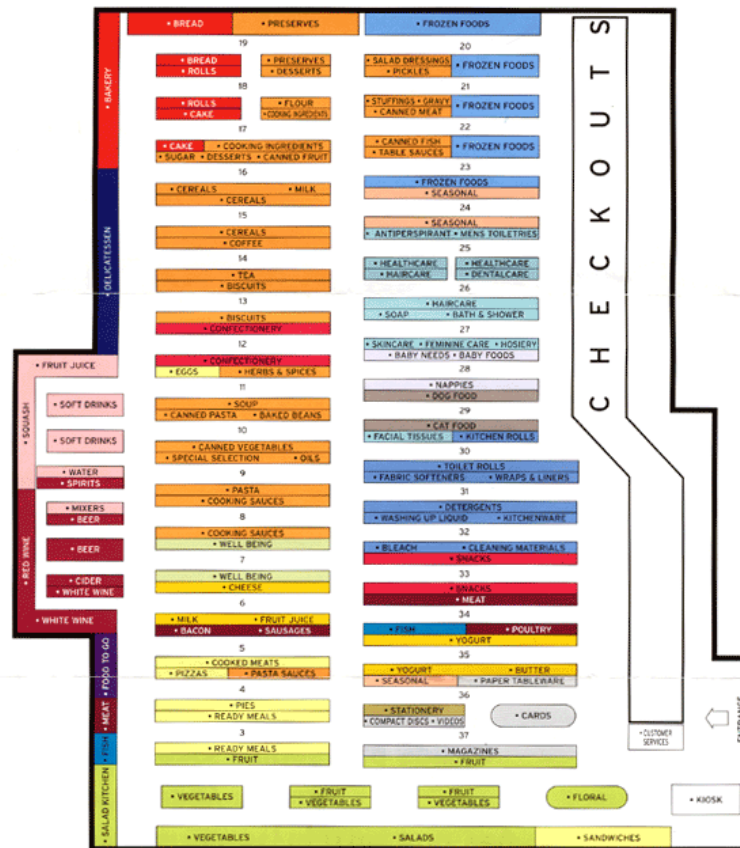 • BREAD • PRESERVES
19
• BREAD • PRESERVES
• ROLLS • DESSERTS
18
• ROLLS • FLOUR
• CAKE • COOKING INGREDIENTS
17
• CAKE • COOKING INGREDIENTS
• SUGAR • DESSERTS • CANNED FRUIT
16
• CEREALS • MILK
• CEREALS
15
• CEREALS
• COFFEE
14
• TEA
• BISCUITS
13
• BISCUITS
• CONFECTIONERY
12
• CONFECTIONERY
• EGGS • HERBS & SPICES
11
• SOUP
• CANNED PASTA • BAKED BEANS
10
• CANNED VEGETABLES
• SPECIAL SELECTION • OILS
9
• PASTA
• COOKING SAUCES
8
• COOKING SAUCES
• WELL BEING
7
• WELL BEING
• CHEESE
6
• MILK • FRUIT JUICE
• BACON • SAUSAGES
5
• COOKED MEATS
• PIZZAS • PASTA SAUCES
4
• PIES
• READY MEALS
3
• READY MEALS
• FRUIT
• FROZEN FOODS
20
• SALAD DRESSINGS • FROZEN FOODS
• PICKLES
21
• STUFFINGS • GRAVY • FROZEN FOODS
• CANNED MEAT
22
• CANNED FISH • FROZEN FOODS
• TABLE SAUCES
23
• FROZEN FOODS
• SEASONAL
24
• SEASONAL
• ANTIPERSPIRANT • MENS TOILETRIES
25
• HEALTHCARE • HEALTHCARE
• HAIRCARE • DENTALCARE
26
• HAIRCARE
• SOAP • BATH & SHOWER
27
• SKINCARE • FEMININE CARE • HOSIERY
• BABY NEEDS • BABY FOODS
28
• NAPPIES
• DOG FOOD
29
• CAT FOOD
• FACIAL TISSUES • KITCHEN ROLLS
30
• TOILET ROLLS
• FABRIC SOFTENERS • WRAPS & LINERS
31
• DETERGENTS
• WASHING UP LIQUID • KITCHENWARE
32
• BLEACH • CLEANING MATERIALS
• SNACKS
33
• SNACKS
• MEAT
34
• FISH • POULTRY
• YOGURT
35
• YOGURT • BUTTER
• SEASONAL • PAPER TABLEWARE
36
• STATIONERY • CARDS
• COMPACT DISCS • VIDEOS
37
• MAGAZINES
• FRUIT
• BAKERY
• DELICATESSEN
• FRUIT JUICE
• SQUASH
• SOFT DRINKS
• SOFT DRINKS
• WATER
• SPIRITS
• MIXERS
• BEER
• BEER
• RED WINE
• CIDER
• WHITE WINE
• WHITE WINE
• FOOD TO GO
• MEAT
• FISH
• SALAD KITCHEN
CHECKOUTS
ENTRANCE
• CUSTOMER
SERVICES
• VEGETABLES
• FRUIT
• VEGETABLES
• FRUIT
• VEGETABLES
• FLORAL
• KIOSK
• VEGETABLES • SALADS • SANDWICHES